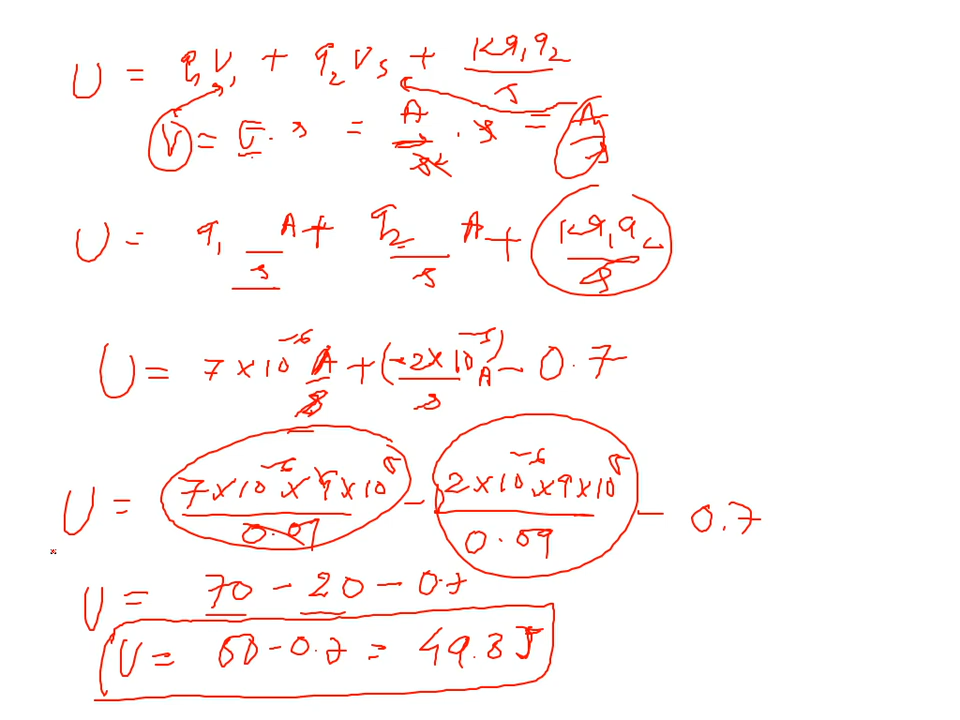 U = q₁V₁ + q₂V₂ + Kq₁q₂/r
V = E · r = A/r² · r = A/r
U = q₁ A/r + q₂ A/r + Kq₁q₂/r
U = 7×10⁻⁶ A/r + (-2×10⁻⁶) A/r - 0.7
U = 7×10⁻⁶×9×10⁵/0.09 - 2×10⁻⁶×9×10⁵/0.09 - 0.7
U = 70 - 20 - 0.7
U = 50 - 0.7 = 49.3 J